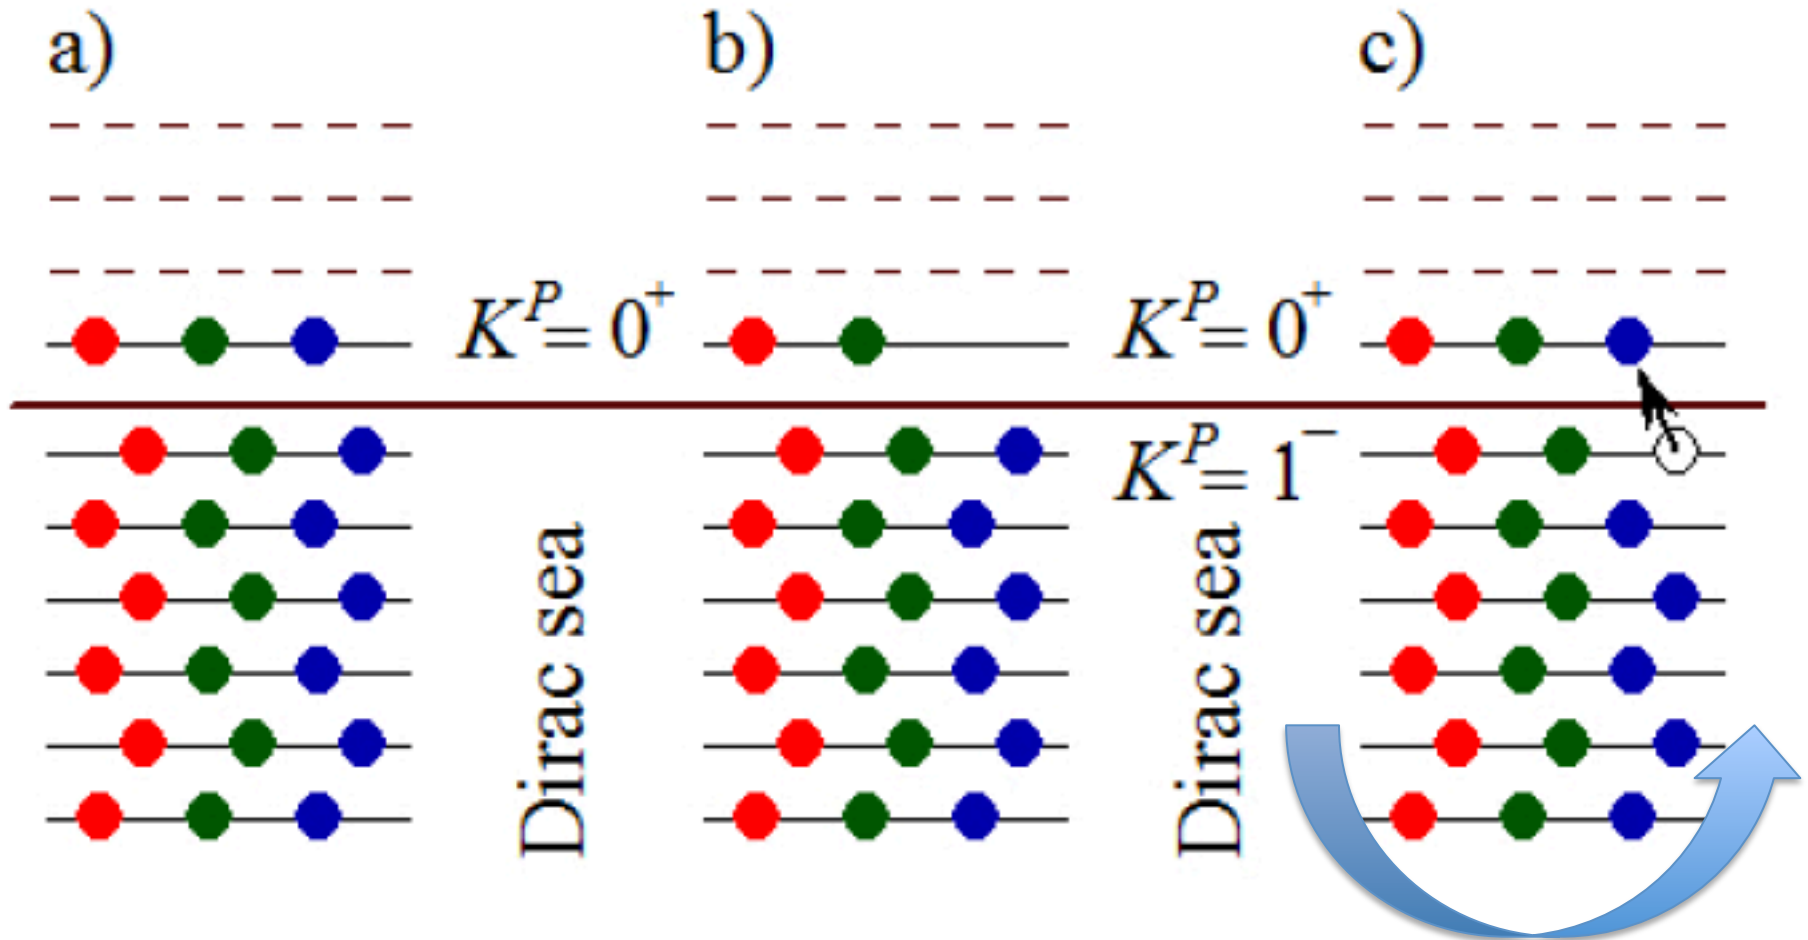 a)
b)
c)
K^P = 0^+
K^P = 0^+
K^P = 1^−
Dirac sea
Dirac sea